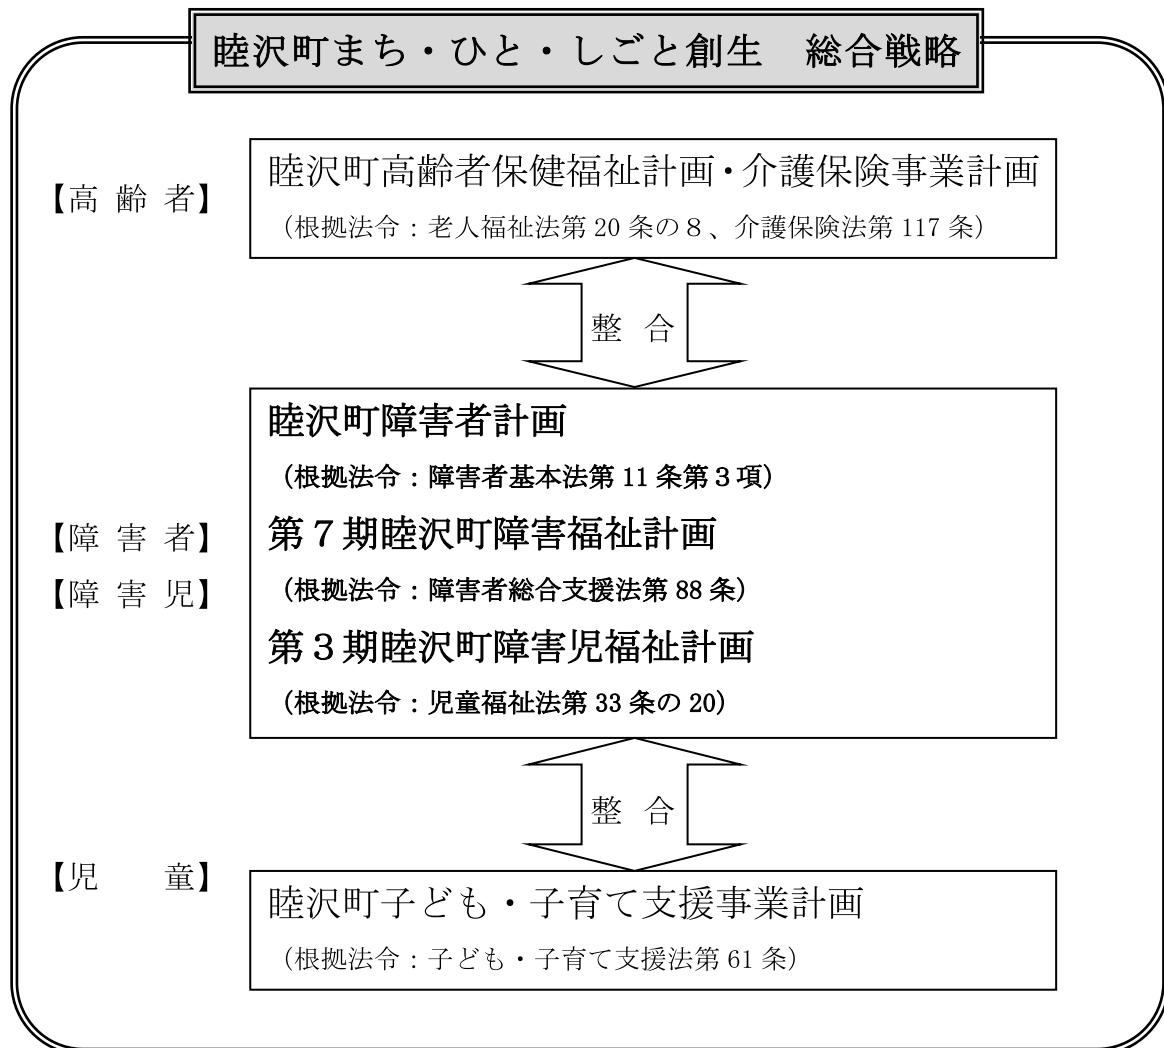 睦沢町まち・ひと・しごと創生　総合戦略
【高 齢 者】
睦沢町高齢者保健福祉計画・介護保険事業計画
（根拠法令：老人福祉法第 20 条の８、介護保険法第 117 条）
整 合
睦沢町障害者計画
（根拠法令：障害者基本法第 11 条第３項）
【障 害 者】
第７期睦沢町障害福祉計画
【障 害 児】
（根拠法令：障害者総合支援法第 88 条）
第３期睦沢町障害児福祉計画
（根拠法令：児童福祉法第 33 条の 20）
整 合
【児　　童】
睦沢町子ども・子育て支援事業計画
（根拠法令：子ども・子育て支援法第 61 条）